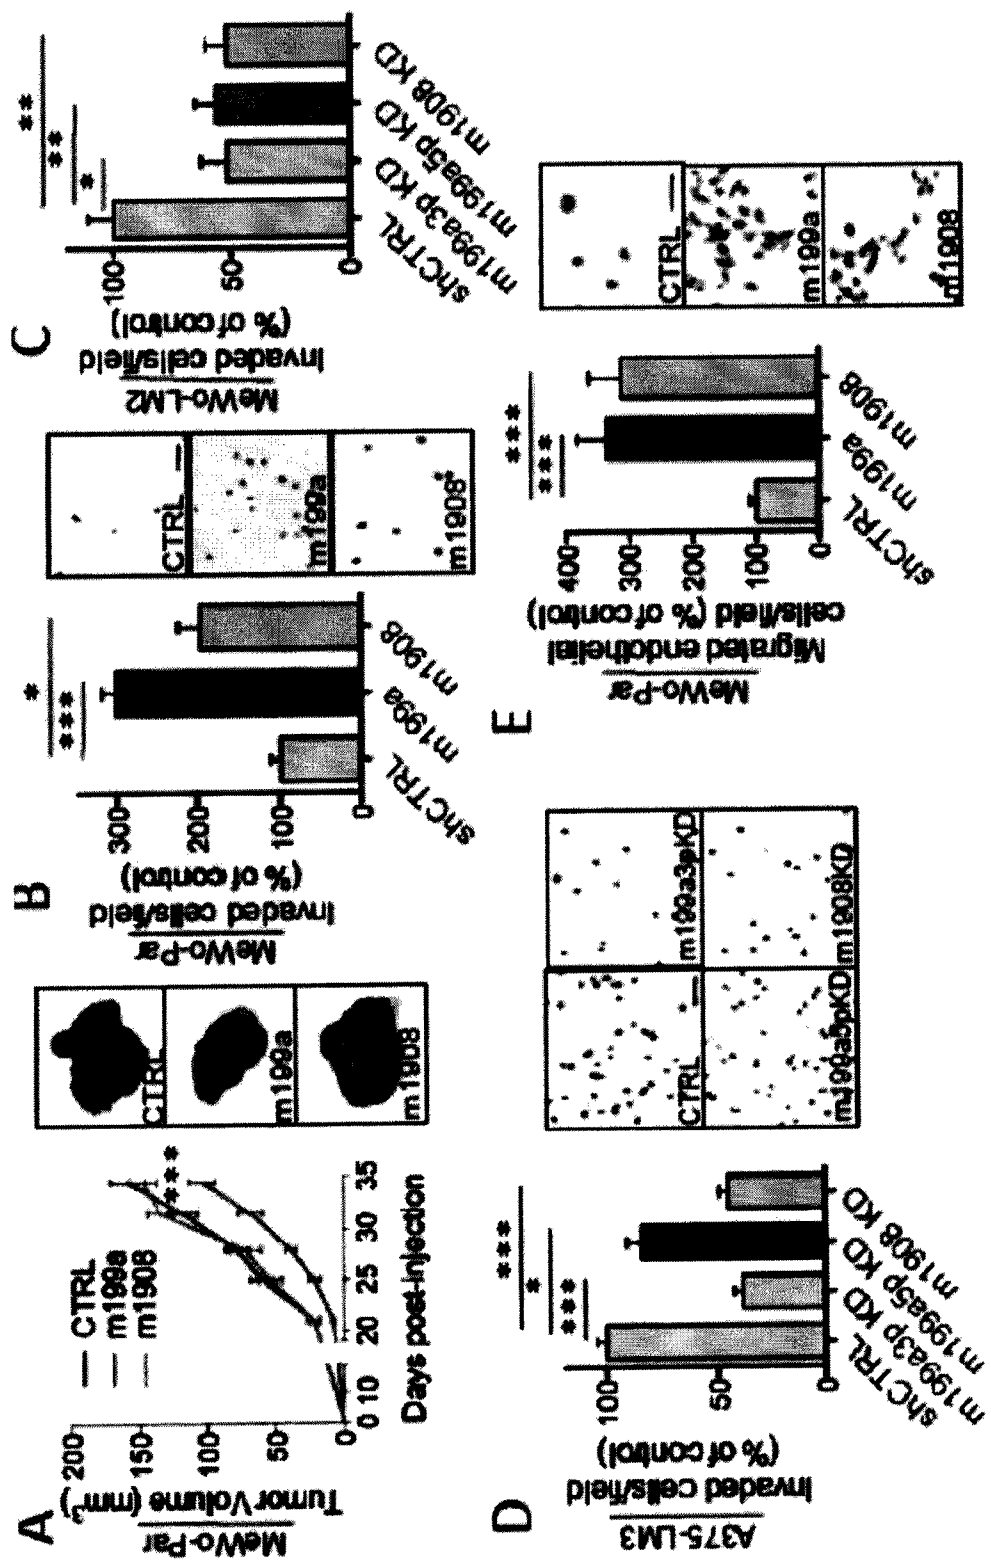 A
MeWo-Par
Tumor Volume (mm³)
200
150
100
50
0
CTRL
m199a
m1908
***
0 10 20 25 30 35
Days post-injection
CTRL
m199a
m1908
B
MeWo-Par
Invaded cells/field
(% of control)
300
200
100
0
*
***
shCTRL
m199a
m1908
CTRL
m199a
m1908
C
MeWo-LM2
Invaded cells/field
(% of control)
100
50
0
**
**
*
shCTRL
m199a3p KD
m199a5p KD
m1908 KD
D
A375-LM3
Invaded cells/field
(% of control)
100
50
0
***
*
***
shCTRL
m199a3p KD
m199a5p KD
m1908 KD
CTRL
m199a3pKD
m199a5pKD
m1908KD
E
MeWo-Par
Migrated endothelial
cells/field (% of control)
400
300
200
100
0
***
***
shCTRL
m199a
m1908
CTRL
m199a
m1908